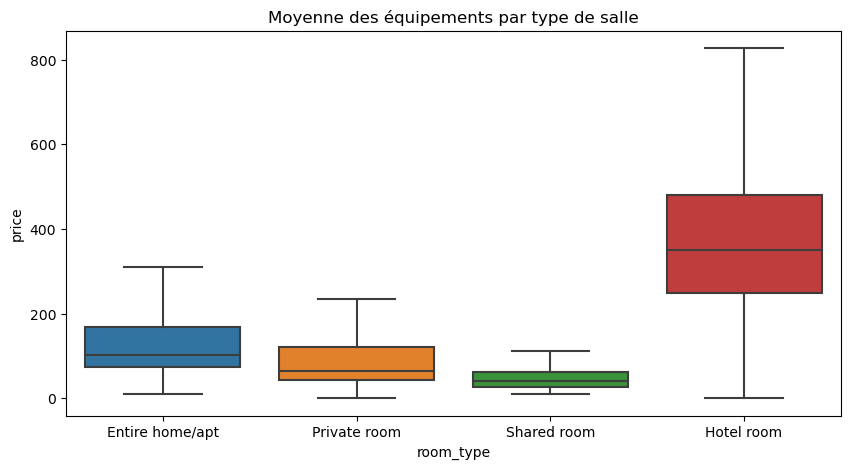 Moyenne des équipements par type de salle
price
800
600
400
200
0
Entire home/apt
Private room
Shared room
Hotel room
room_type